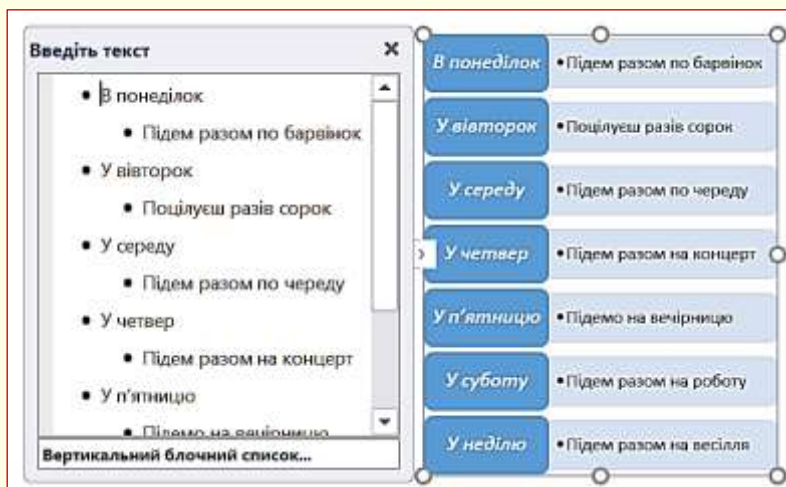 Введіть текст
В понеділок
Підем разом по барвінок
У вівторок
Поцілуєш разів сорок
У середу
Підем разом по череду
У четвер
Підем разом на концерт
У п'ятницю
Підемо на вечірницю
Вертикальний блочний список...
В понеділок
•Підем разом по барвінок
У вівторок
•Поцілуєш разів сорок
У середу
•Підем разом по череду
У четвер
•Підем разом на концерт
У п'ятницю
•Підемо на вечірницю
У суботу
•Підем разом на роботу
У неділю
•Підем разом на весілля